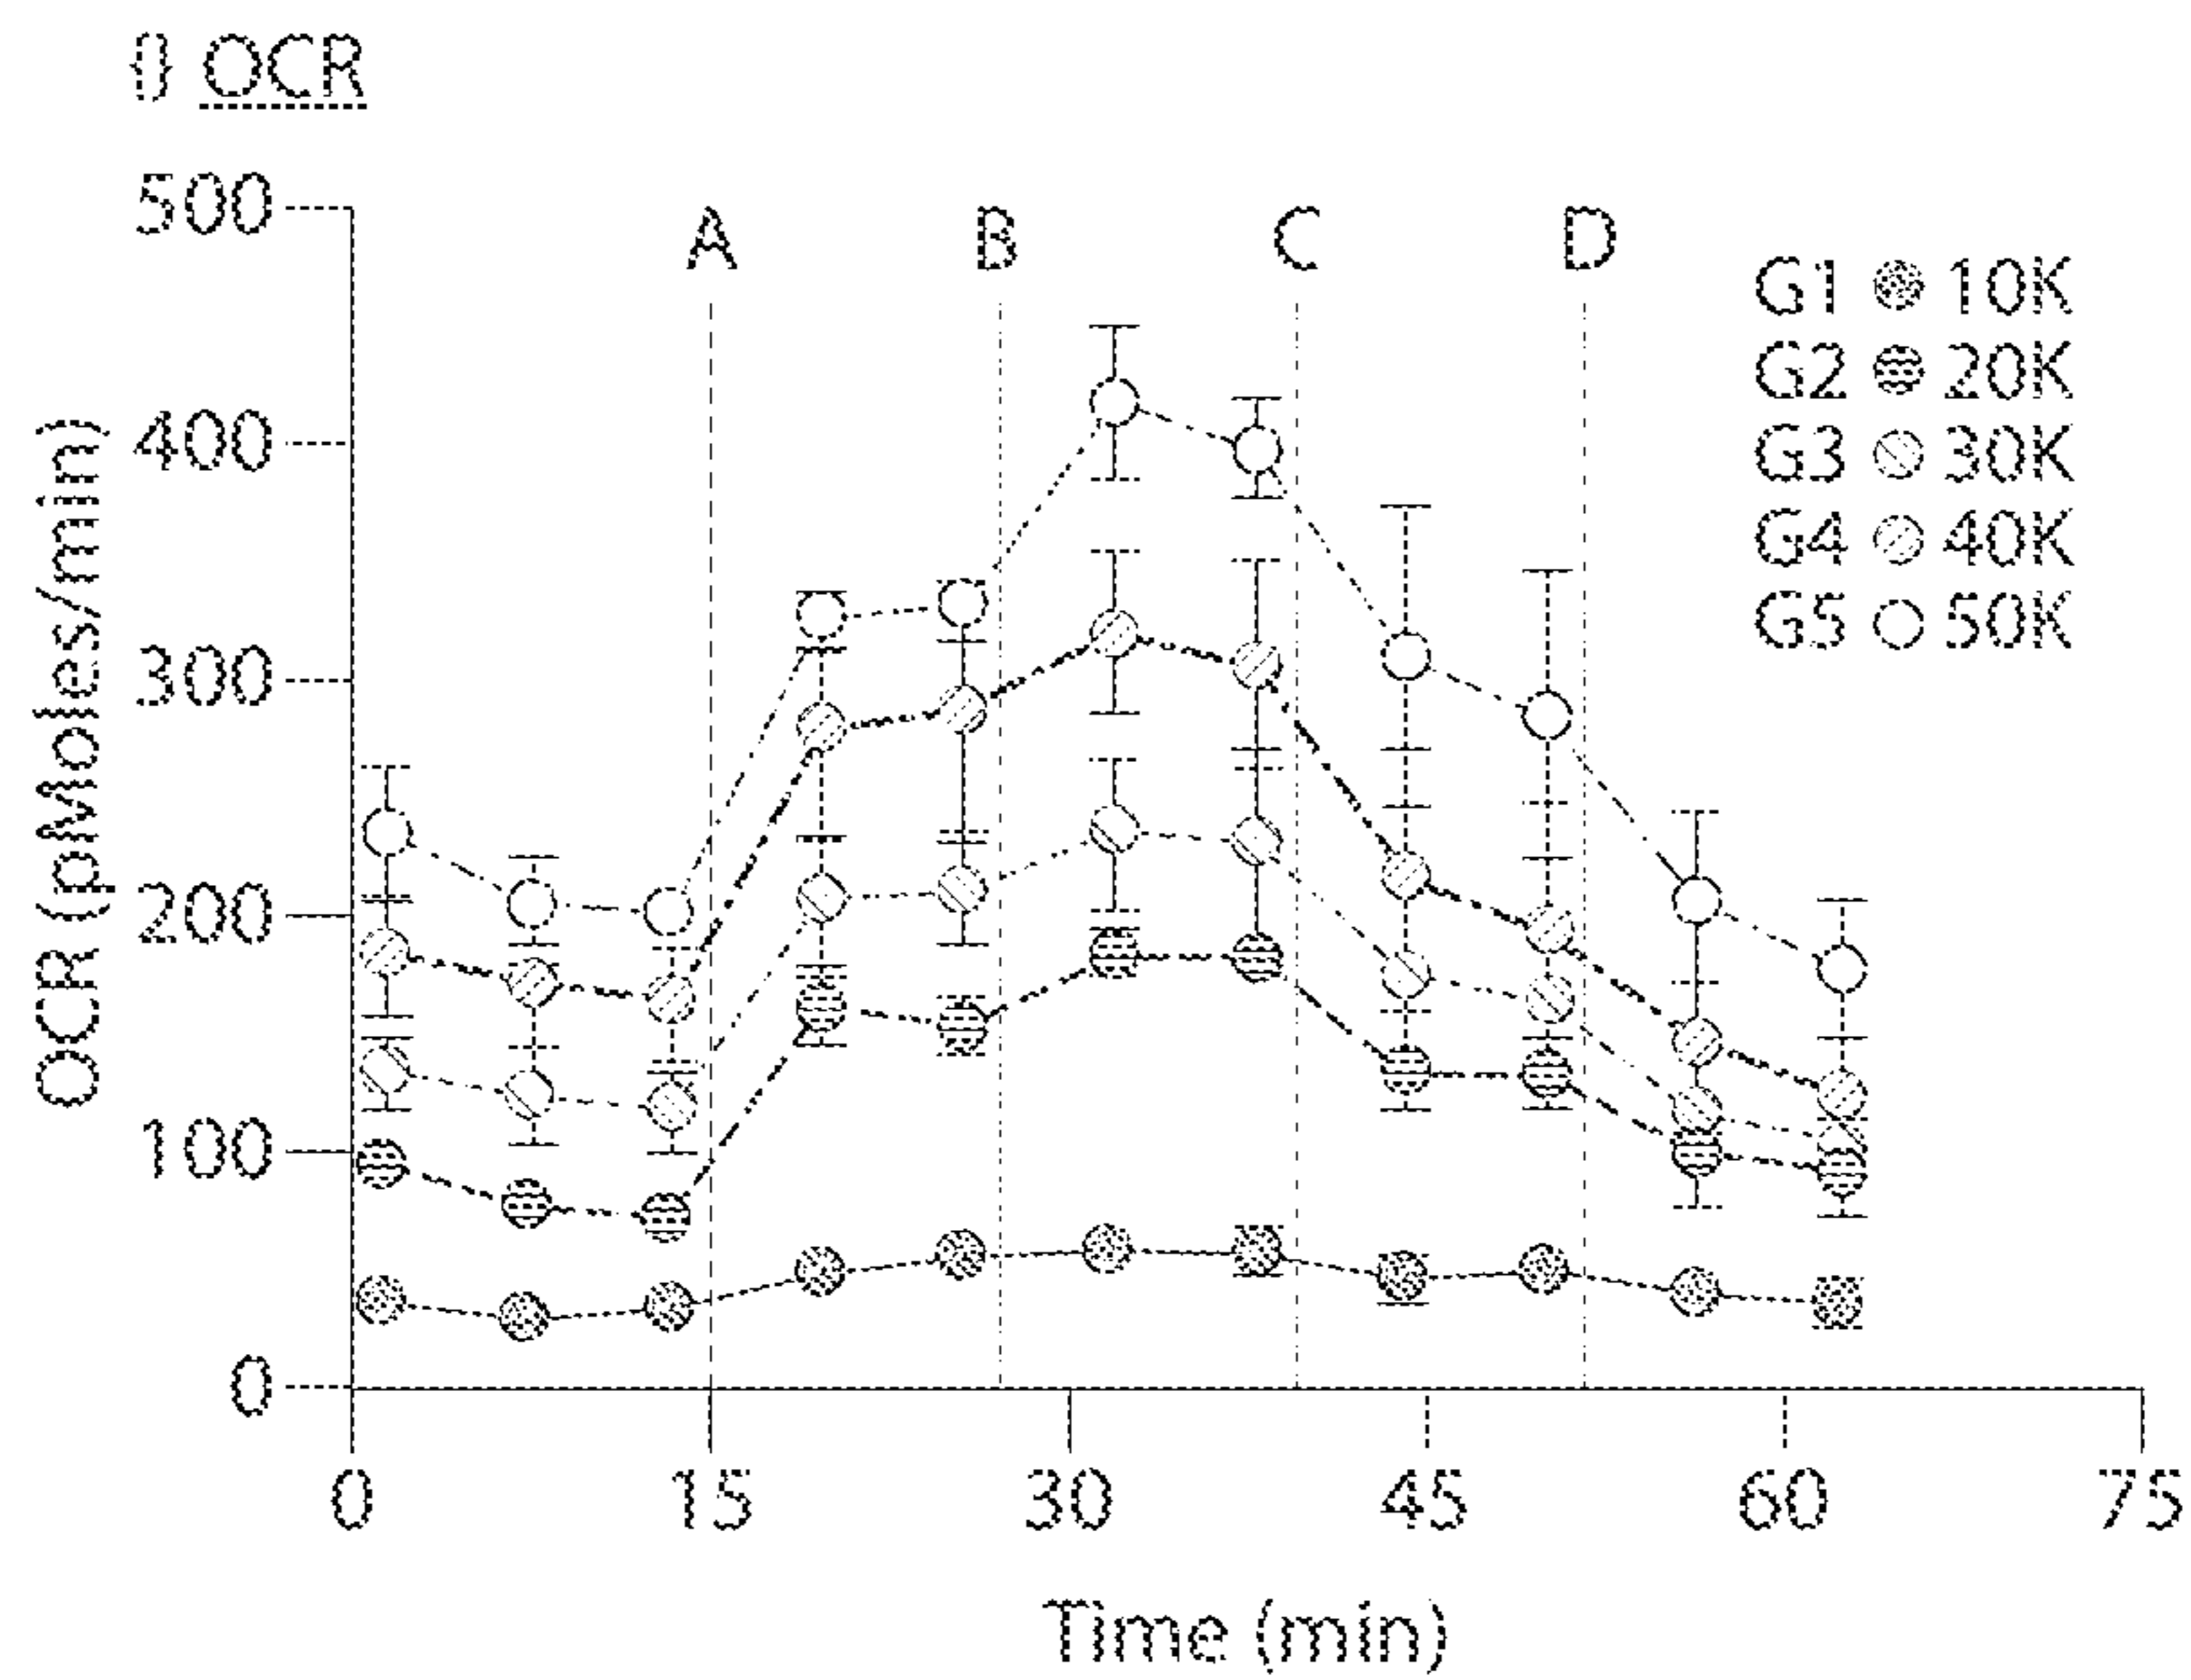 {} OCR
500
400
300
200
100
0
OCR (pMoles/min)
A B C D
G1 10K
G2 20K
G3 30K
G4 40K
G5 50K
0 15 30 45 60 75
Time (min)